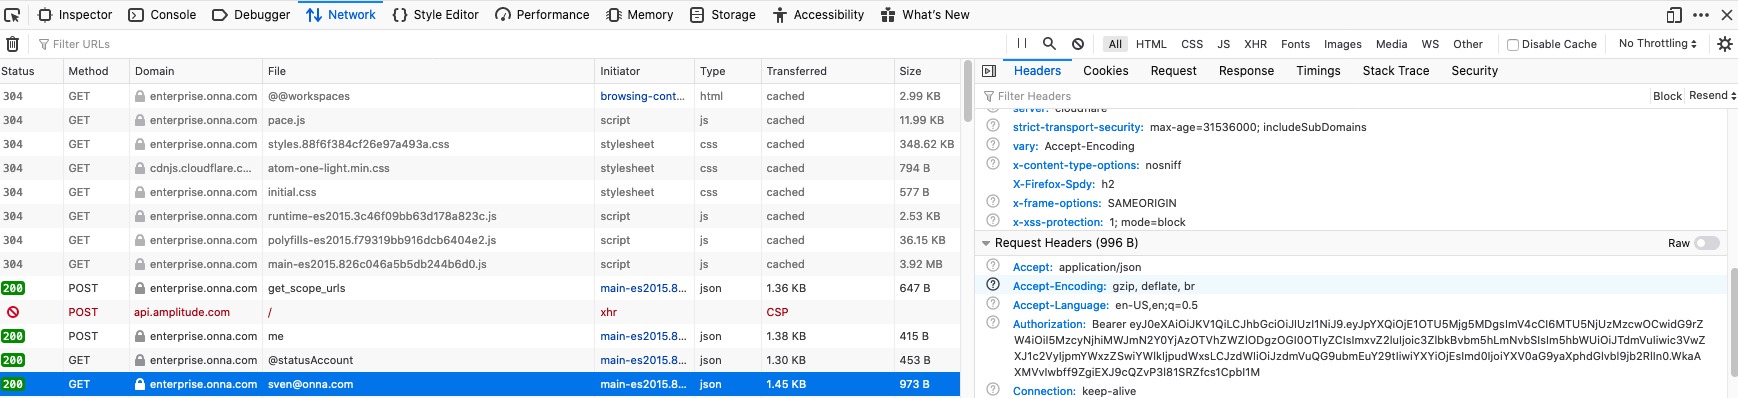 Inspector Console Debugger Network Style Editor Performance Memory Storage Accessibility What's New
Filter URLs All HTML CSS JS XHR Fonts Images Media WS Other Disable Cache No Throttling
Status Method Domain File Initiator Type Transferred Size
304 GET enterprise.onna.com @@workspaces browsing-cont... html cached 2.99 KB
304 GET enterprise.onna.com pace.js script js cached 11.99 KB
304 GET enterprise.onna.com styles.88f6f384cf26e97a493a.css stylesheet css cached 348.62 KB
304 GET cdnjs.cloudflare.c... atom-one-light.min.css stylesheet css cached 794 B
304 GET enterprise.onna.com initial.css stylesheet css cached 577 B
304 GET enterprise.onna.com runtime-es2015.3c46f09bb63d178a823c.js script js cached 2.53 KB
304 GET enterprise.onna.com polyfills-es2015.f79319bb916dcb6404e2.js script js cached 36.15 KB
304 GET enterprise.onna.com main-es2015.826c046a5b5db244b6d0.js script js cached 3.92 MB
200 POST enterprise.onna.com get_scope_urls main-es2015.8... json 1.36 KB 647 B
POST api.amplitude.com / xhr CSP
200 POST enterprise.onna.com me main-es2015.8... json 1.38 KB 415 B
200 GET enterprise.onna.com @statusAccount main-es2015.8... json 1.30 KB 453 B
200 GET enterprise.onna.com sven@onna.com main-es2015.8... json 1.45 KB 973 B
Headers Cookies Request Response Timings Stack Trace Security
Filter Headers Block Resend
server: cloudflare
strict-transport-security: max-age=31536000; includeSubDomains
vary: Accept-Encoding
x-content-type-options: nosniff
X-Firefox-Spdy: h2
x-frame-options: SAMEORIGIN
x-xss-protection: 1; mode=block
Request Headers (996 B) Raw
Accept: application/json
Accept-Encoding: gzip, deflate, br
Accept-Language: en-US,en;q=0.5
Authorization: Bearer
Connection: keep-alive